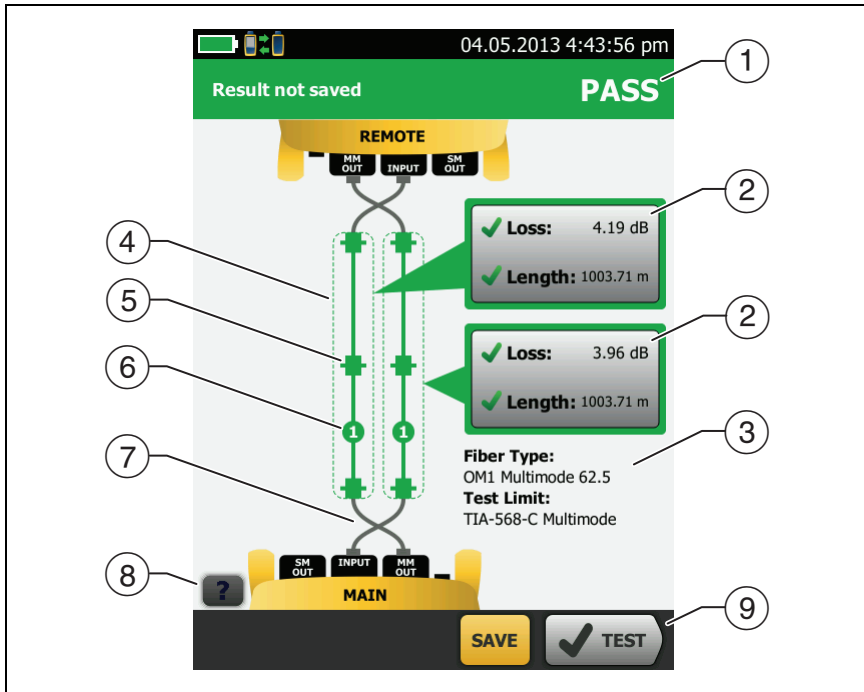 04.05.2013 4:43:56 pm
Result not saved
PASS
1
REMOTE
MM OUT
INPUT
SM OUT
2
Loss: 4.19 dB
Length: 1003.71 m
4
5
2
Loss: 3.96 dB
Length: 1003.71 m
6
1
1
3
Fiber Type:
OM1 Multimode 62.5
Test Limit:
TIA-568-C Multimode
7
SM OUT
INPUT
MM OUT
8
?
MAIN
9
SAVE
TEST